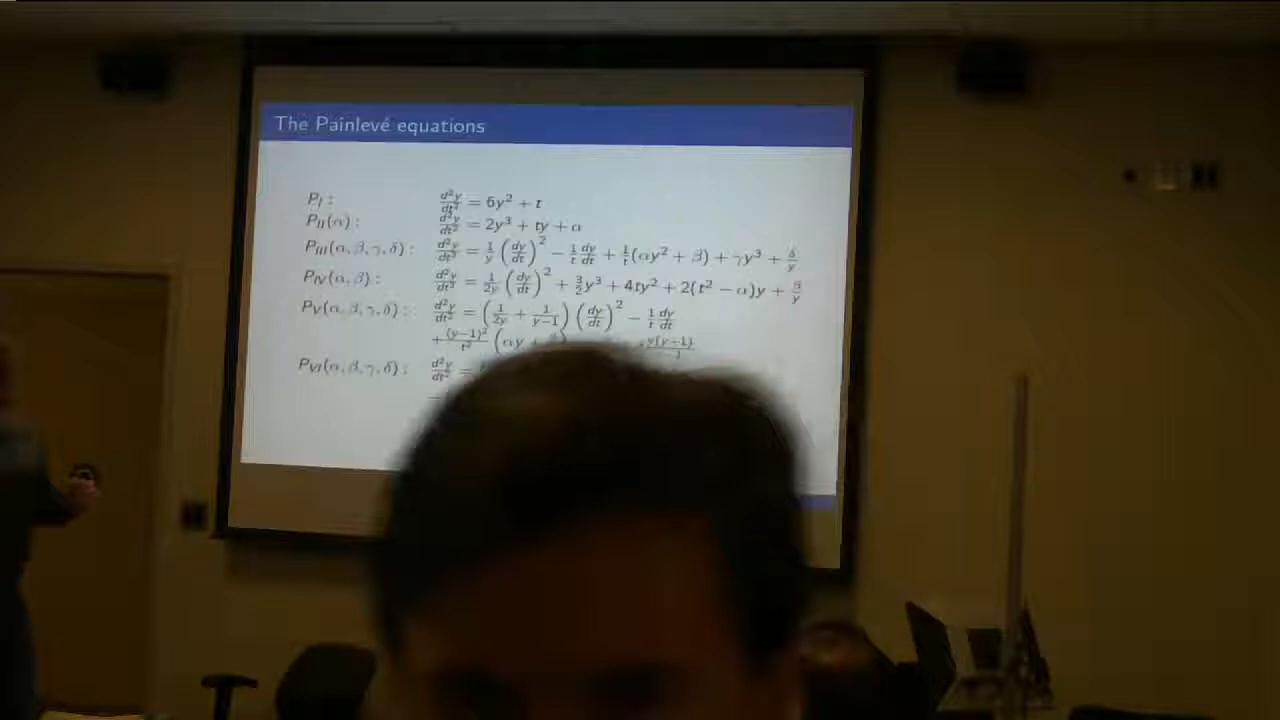 The Painlevé equations
P_I : d²y/dt² = 6y² + t
P_II(α) : d²y/dt² = 2y³ + ty + α
P_III(α, β, γ, δ) : d²y/dt² = 1/y (dy/dt)² − 1/t dy/dt + 1/t(αy² + β) + γy³ + δ/y
P_IV(α, β) : d²y/dt² = 1/2y (dy/dt)² + 3/2y³ + 4ty² + 2(t² − α)y + β/y
P_V(α, β, γ, δ) : d²y/dt² = (1/2y + 1/y−1) (dy/dt)² − 1/t dy/dt
+ (y−1)²/t² (αy + y(y+1)
P_VI(α, β, γ, δ) : d²y/dt² =